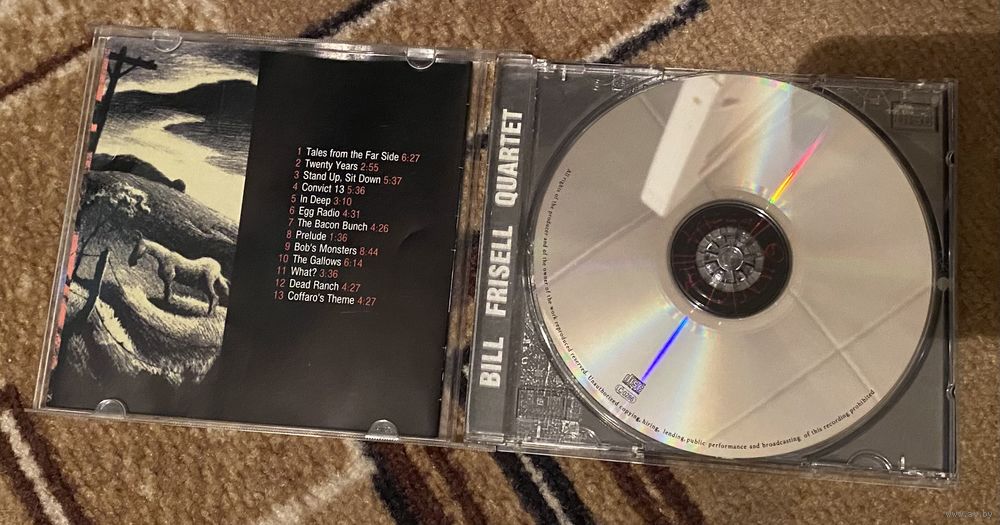 1 Tales from the Far Side 6:27
2 Twenty Years 2:55
3 Stand Up, Sit Down 5:37
4 Convict 13 5:36
5 In Deep 3:10
6 Egg Radio 4:31
7 The Bacon Bunch 4:26
8 Prelude 1:36
9 Bob's Monsters 8:44
10 The Gallows 6:14
11 What? 3:36
12 Dead Ranch 4:27
13 Coffaro's Theme 4:27
BILL FRISELL QUARTET
All rights of the producer and of the owner of the work reproduced reserved. Unauthorized copying, hiring, lending, public performance and broadcasting of this recording prohibited
www.ay.by